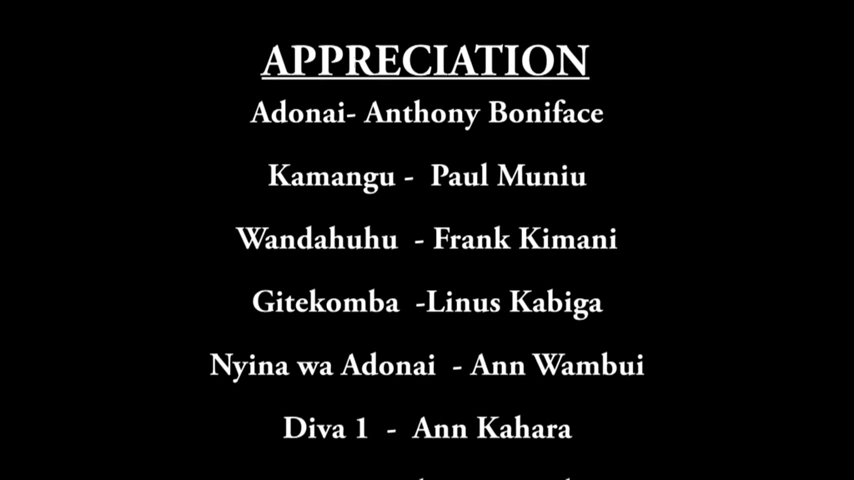 APPRECIATION
Adonai- Anthony Boniface
Kamangu - Paul Muniu
Wandahuhu - Frank Kimani
Gitekomba -Linus Kabiga
Nyina wa Adonai - Ann Wambui
Diva 1 - Ann Kahara